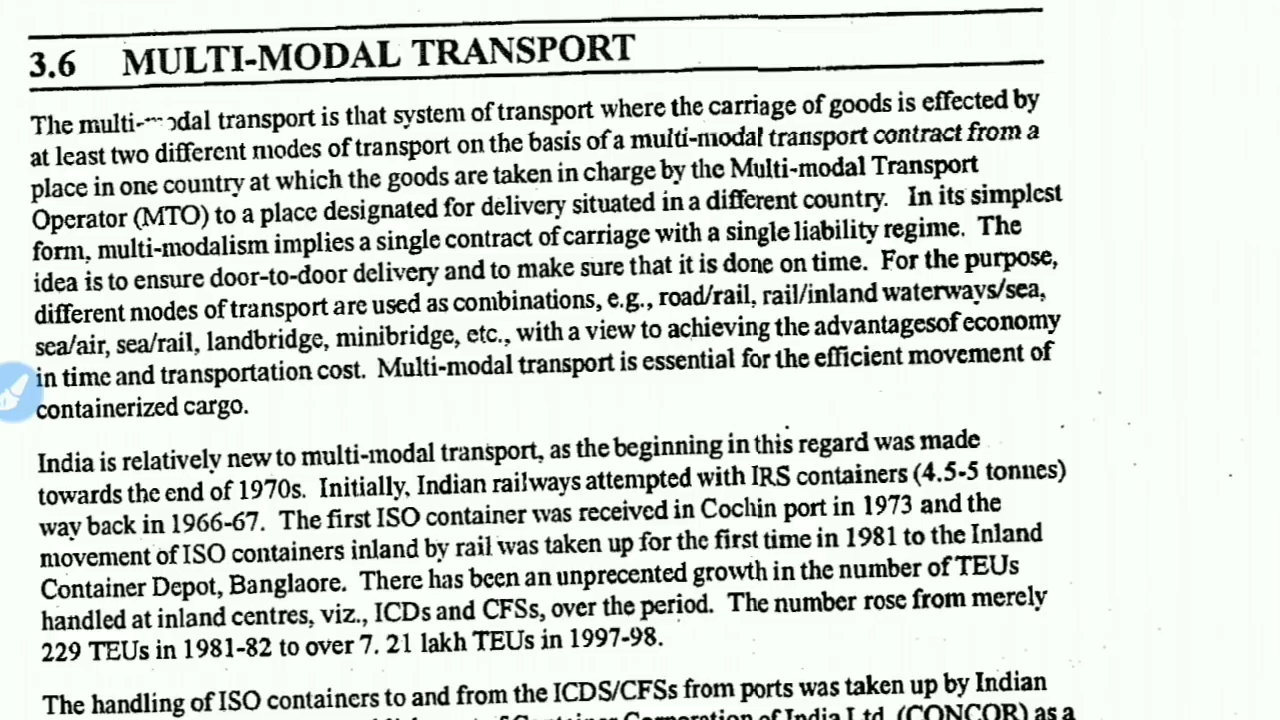 3.6 MULTI-MODAL TRANSPORT
The multi- odal transport is that system of transport where the carriage of goods is effected by
at least two different modes of transport on the basis of a multi-modal transport contract from a
place in one country at which the goods are taken in charge by the Multi-modal Transport
Operator (MTO) to a place designated for delivery situated in a different country. In its simplest
form, multi-modalism implies a single contract of carriage with a single liability regime. The
idea is to ensure door-to-door delivery and to make sure that it is done on time. For the purpose,
different modes of transport are used as combinations, e.g., road/rail, rail/inland waterways/sea,
sea/air, sea/rail, landbridge, minibridge, etc., with a view to achieving the advantagesof economy
in time and transportation cost. Multi-modal transport is essential for the efficient movement of
containerized cargo.
India is relatively new to multi-modal transport, as the beginning in this regard was made
towards the end of 1970s. Initially, Indian railways attempted with IRS containers (4.5-5 tonnes)
way back in 1966-67. The first ISO container was received in Cochin port in 1973 and the
movement of ISO containers inland by rail was taken up for the first time in 1981 to the Inland
Container Depot, Banglaore. There has been an unprecented growth in the number of TEUs
handled at inland centres, viz., ICDs and CFSs, over the period. The number rose from merely
229 TEUs in 1981-82 to over 7. 21 lakh TEUs in 1997-98.
The handling of ISO containers to and from the ICDS/CFSs from ports was taken up by Indian
of Container Corporation of India Ltd. (CONCOR) as a